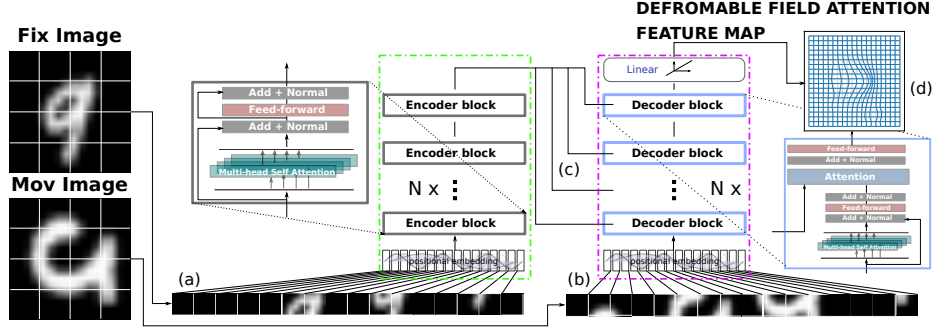 DEFROMABLE FIELD ATTENTION
FEATURE MAP
Fix Image
Mov Image
Add + Normal
Feed-forward
Add + Normal
Multi-head Self Attention
Encoder block
Encoder block
N x
Encoder block
positional embedding
(a)
Linear
Decoder block
Decoder block
(c)
N x
Decoder block
positional embedding
(b)
(d)
Feed-forward
Add + Normal
Attention
Add + Normal
Feed-forward
Add + Normal
Multi-head Self Attention